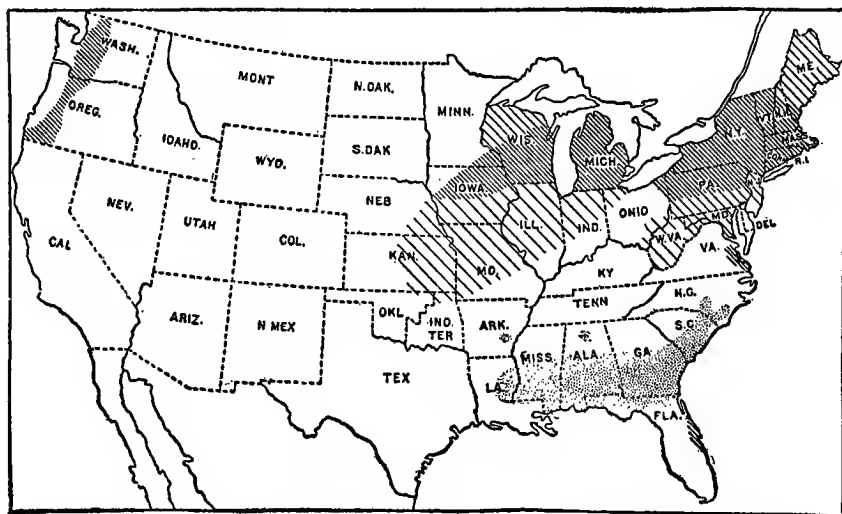 WASH.
MONT
N.DAK.
MINN.
ME.
OREG.
IDAHO.
WYO.
S.DAK
WIS.
MICH.
N.Y.
VT.
N.H.
MASS.
R.I.
NEV.
UTAH
COL.
NEB
IOWA.
ILL.
IND.
OHIO
PA.
N.J.
MD.
DEL
CAL
KAN.
MO.
KY
W.VA.
VA.
ARIZ.
N MEX
OKL
IND.
TER
ARK.
TENN
N.C.
S.C.
TEX
LA.
MISS.
ALA.
GA
FLA.